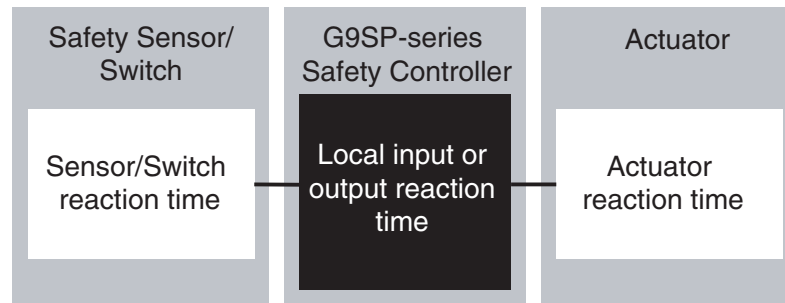 Safety Sensor/
Switch
Sensor/Switch
reaction time
G9SP-series
Safety Controller
Local input or
output reaction
time
Actuator
Actuator
reaction time